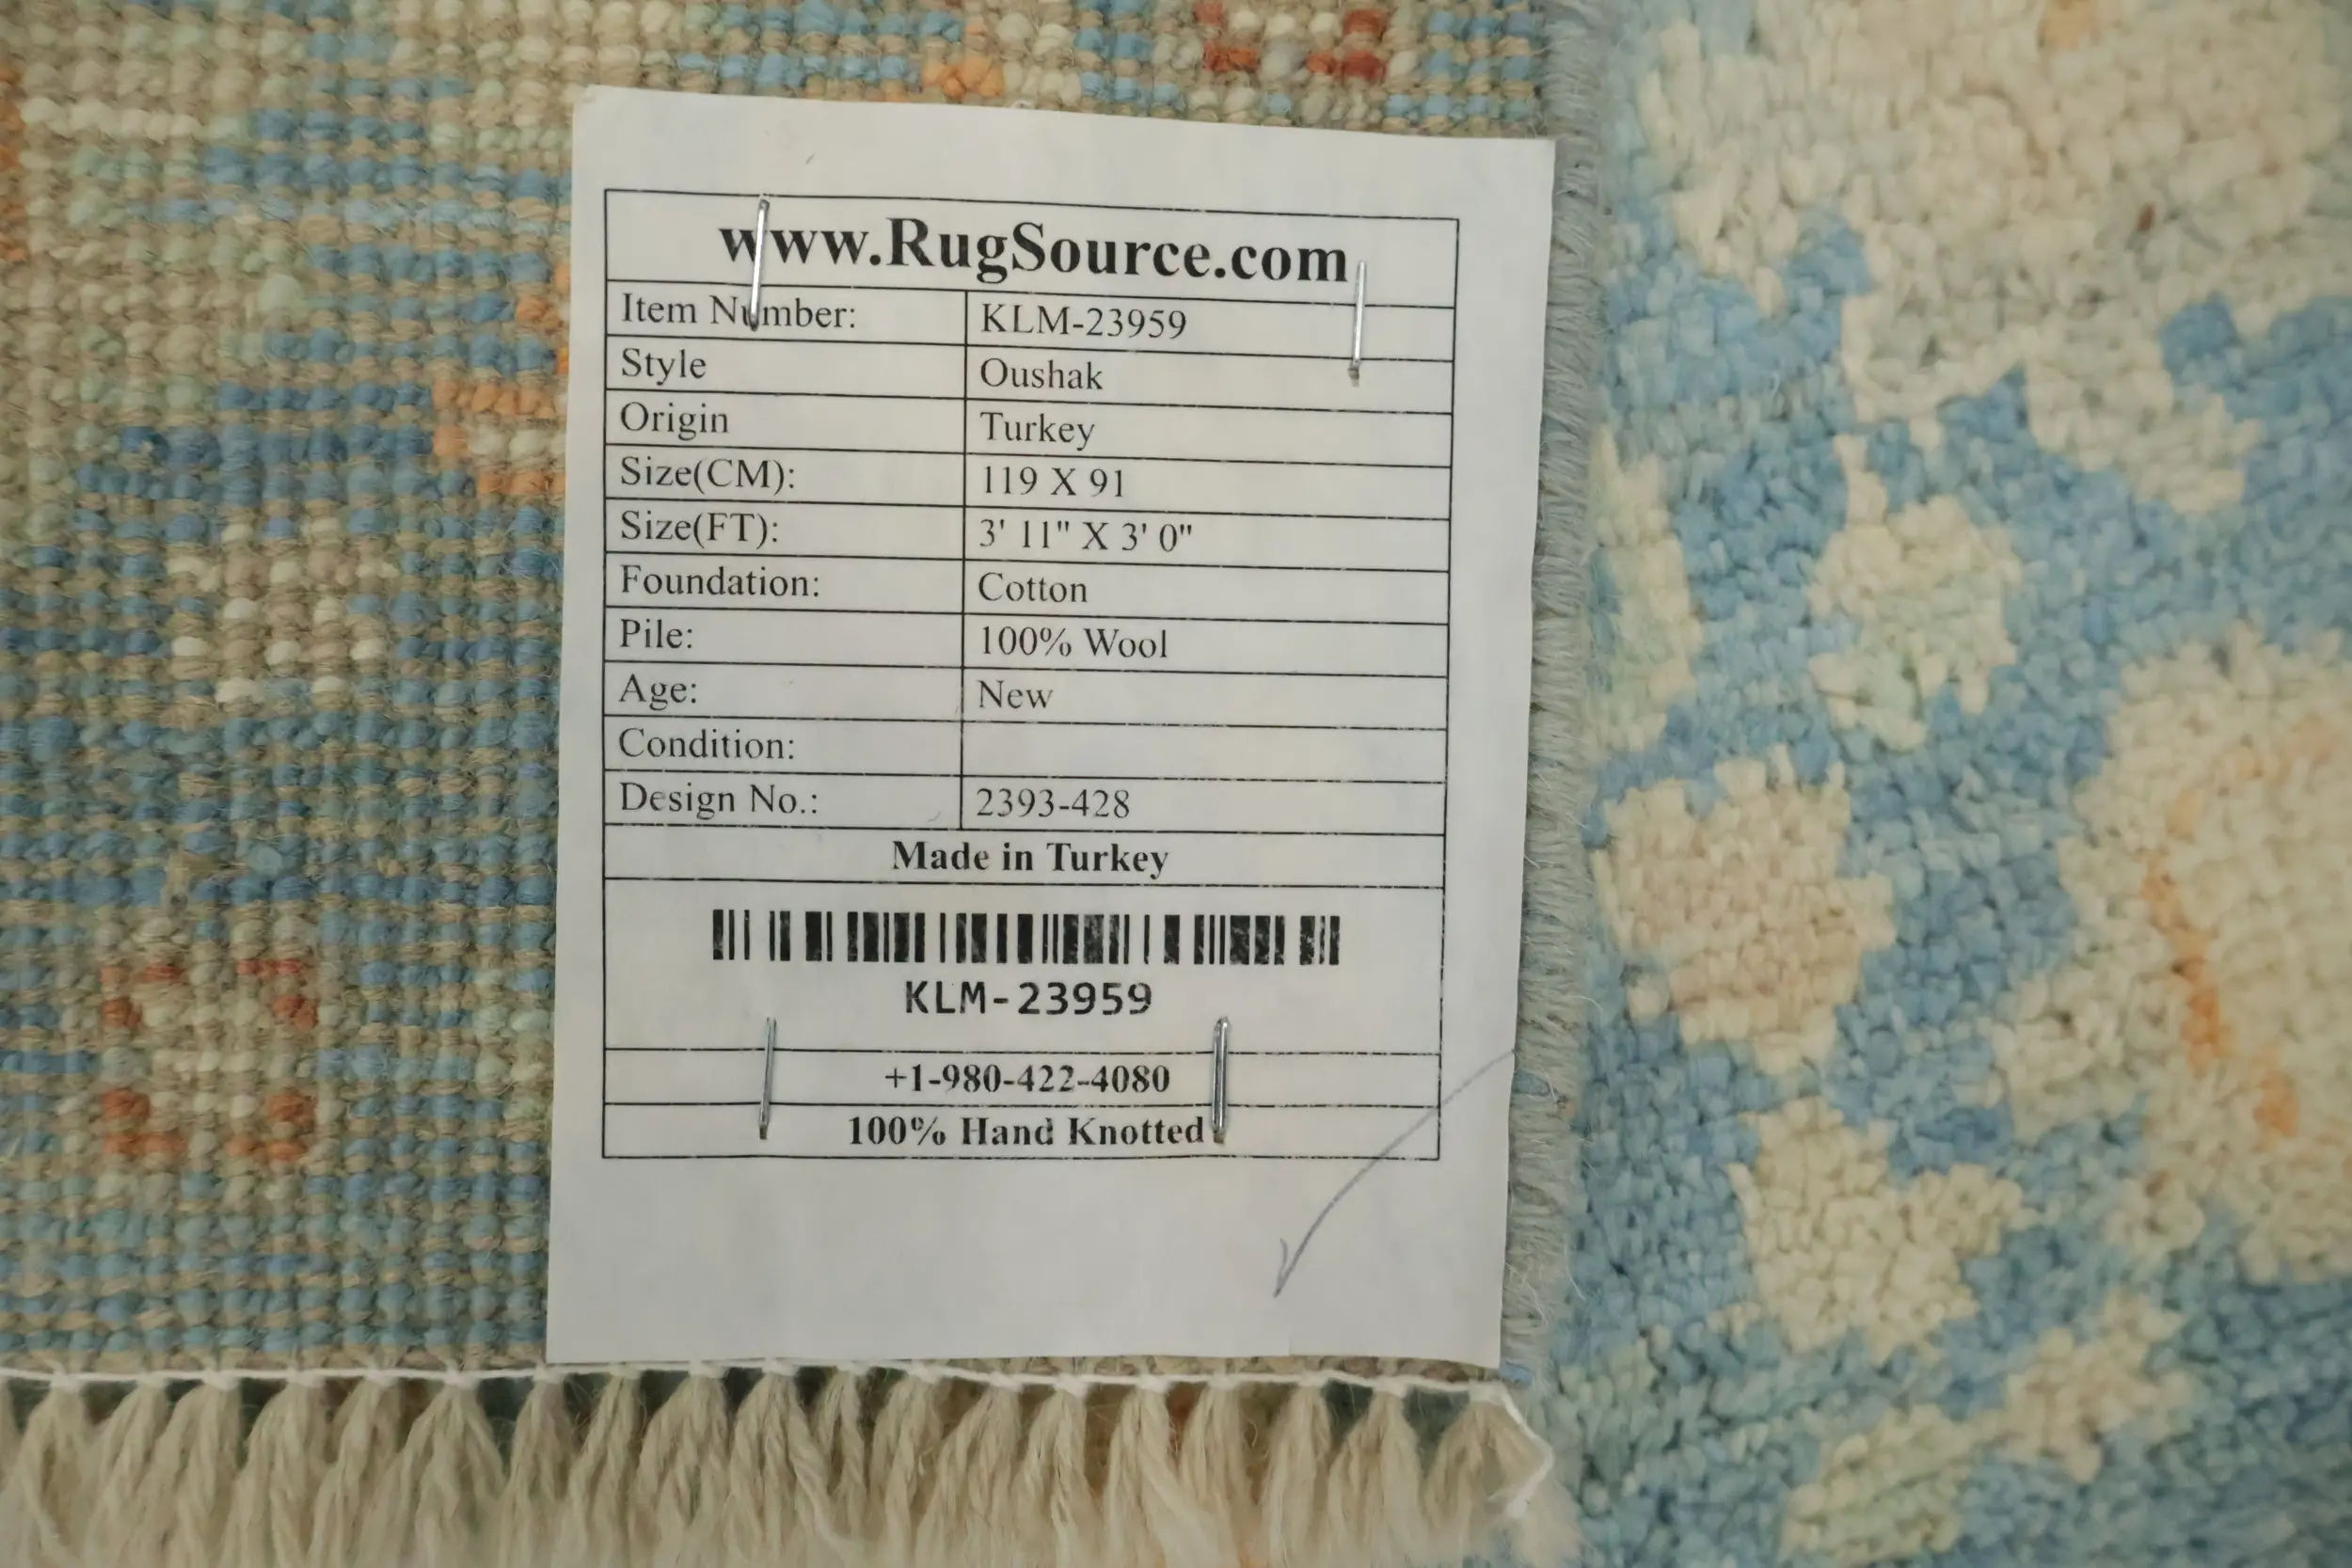 www.RugSource.com
Item Number: KLM-23959
Style Oushak
Origin Turkey
Size(CM): 119 X 91
Size(FT): 3' 11" X 3' 0"
Foundation: Cotton
Pile: 100% Wool
Age: New
Condition:
Design No.: 2393-428
Made in Turkey
KLM-23959
+1-980-422-4080
100% Hand Knotted